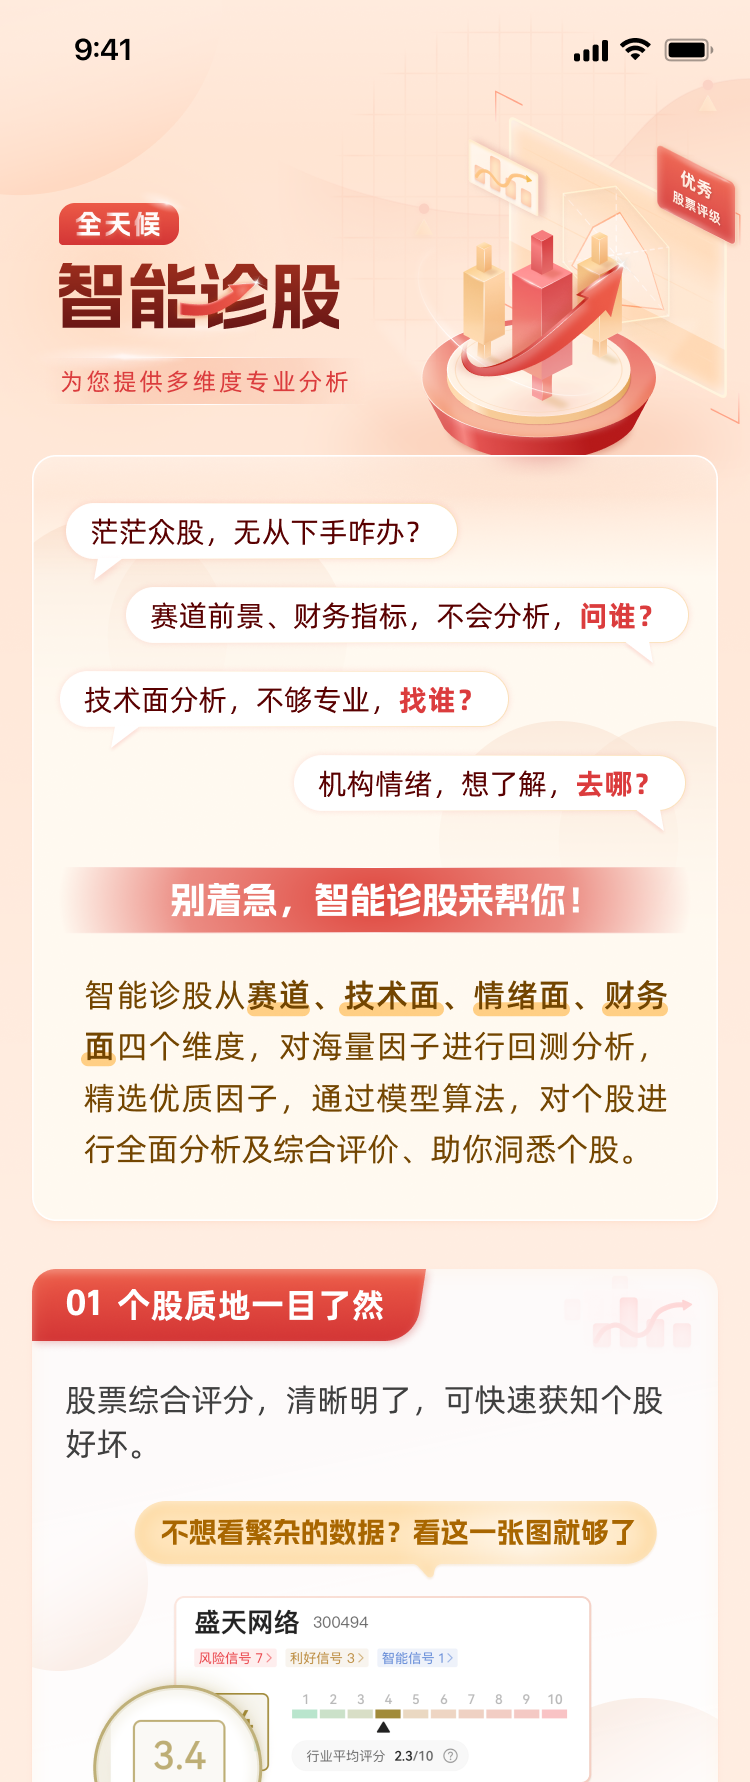 9:41
优秀
股票评级
全天候
智能诊股
为您提供多维度专业分析
茫茫众股，无从下手咋办？
赛道前景、财务指标，不会分析，问谁？
技术面分析，不够专业，找谁？
机构情绪，想了解，去哪？
别着急，智能诊股来帮你！
智能诊股从赛道、技术面、情绪面、财务
面四个维度，对海量因子进行回测分析，
精选优质因子，通过模型算法，对个股进
行全面分析及综合评价、助你洞悉个股。
01 个股质地一目了然
股票综合评分，清晰明了，可快速获知个股
好坏。
不想看繁杂的数据？看这一张图就够了
盛天网络 300494
风险信号 7> 利好信号 3> 智能信号 1>
1 2 3 4 5 6 7 8 9 10
3.4
行业平均评分 2.3/10 ?